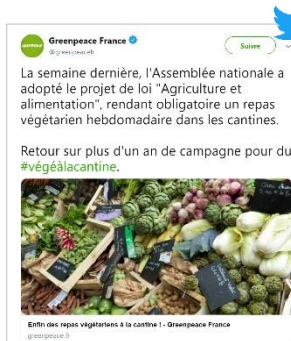 Greenpeace France
@greenpeacefr
Suivre
La semaine dernière, l'Assemblée nationale a
adopté le projet de loi "Agriculture et
alimentation", rendant obligatoire un repas
végétarien hebdomadaire dans les cantines.
Retour sur plus d'un an de campagne pour du
#végéàlacantine.
Enfin des repas végétariens à la cantine ! - Greenpeace France
greenpeace.fr